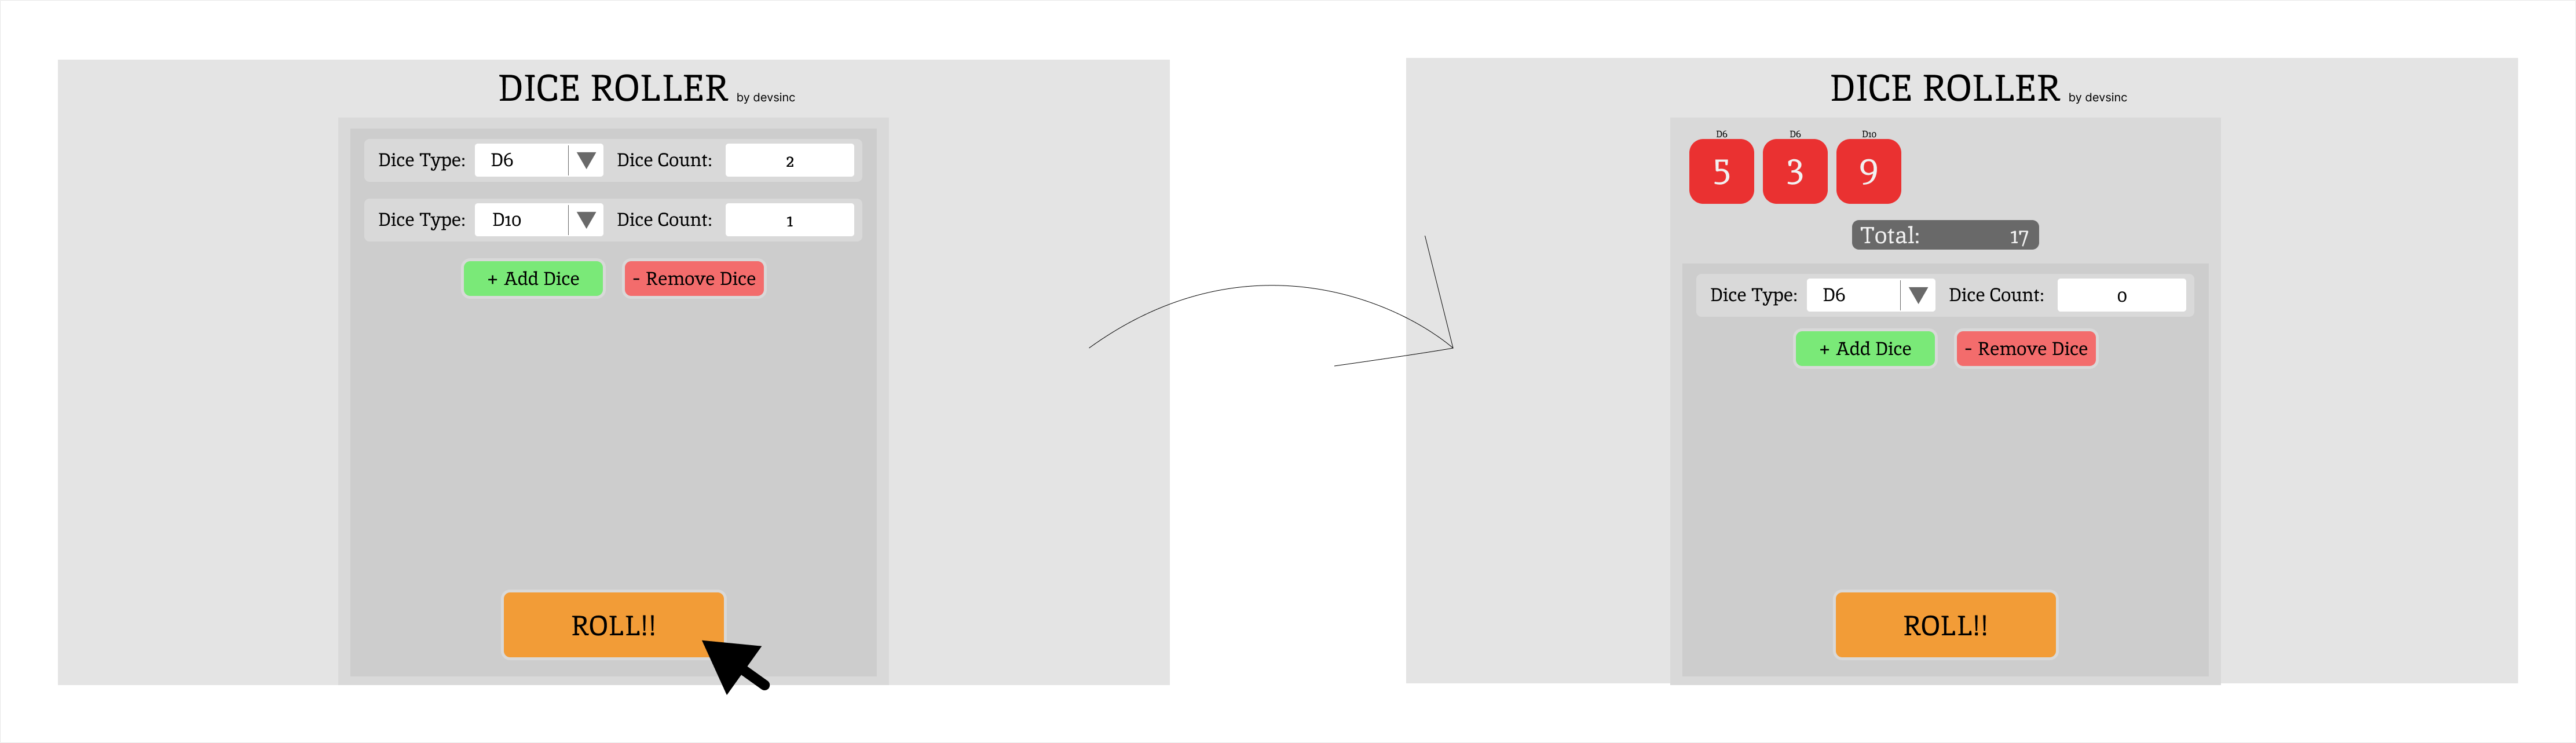 DICE ROLLER by devsinc
Dice Type: D6 Dice Count: 2
Dice Type: D10 Dice Count: 1
+ Add Dice - Remove Dice
ROLL!!
DICE ROLLER by devsinc
D6 D6 D10
5 3 9
Total: 17
Dice Type: D6 Dice Count: 0
+ Add Dice - Remove Dice
ROLL!!